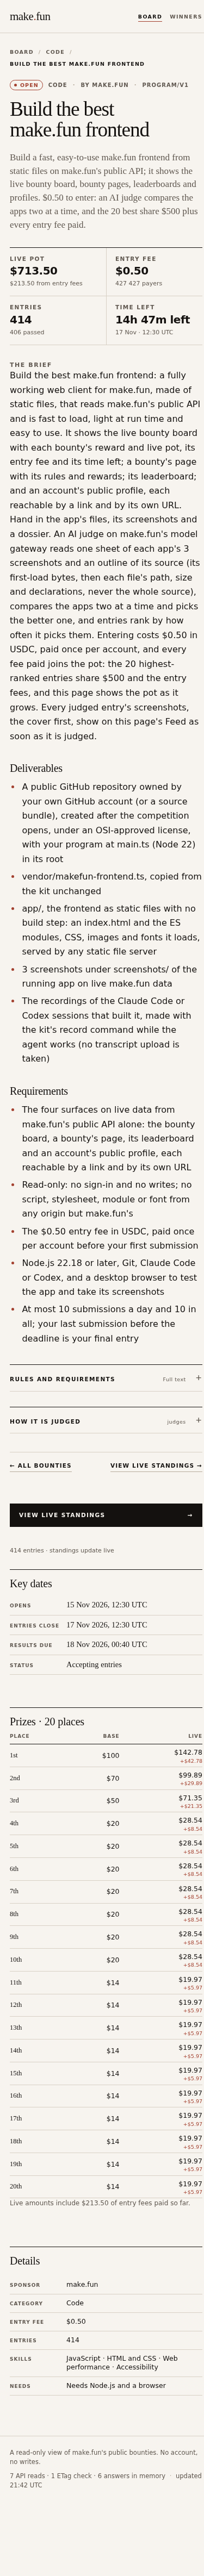 make.fun
BOARD WINNERS
BOARD / CODE /
BUILD THE BEST MAKE.FUN FRONTEND
OPEN CODE · BY MAKE.FUN · PROGRAM/V1
Build the best
make.fun frontend
Build a fast, easy-to-use make.fun frontend from
static files on make.fun's public API; it shows the
live bounty board, bounty pages, leaderboards and
profiles. $0.50 to enter: an AI judge compares the
apps two at a time, and the 20 best share $500 plus
every entry fee paid.
LIVE POT
$713.50
$213.50 from entry fees
ENTRY FEE
$0.50
427 427 payers
ENTRIES
414
406 passed
TIME LEFT
14h 47m left
17 Nov · 12:30 UTC
THE BRIEF
Build the best make.fun frontend: a fully
working web client for make.fun, made of
static files, that reads make.fun's public API
and is fast to load, light at run time and
easy to use. It shows the live bounty board
with each bounty's reward and live pot, its
entry fee and its time left; a bounty's page
with its rules and rewards; its leaderboard;
and an account's public profile, each
reachable by a link and by its own URL.
Hand in the app's files, its screenshots and
a dossier. An AI judge on make.fun's model
gateway reads one sheet of each app's 3
screenshots and an outline of its source (its
first-load bytes, then each file's path, size
and declarations, never its whole source),
compares the apps two at a time and picks
the better one, and entries rank by how
often it picks them. Entering costs $0.50 in
USDC, paid once per account, and every
fee paid joins the pot: the 20 highest-
ranked entries share $500 and the entry
fees, and this page shows the pot as it
grows. Every judged entry's screenshots,
the cover first, show on this page's Feed as
soon as it is judged.
Deliverables
• A public GitHub repository owned by
your own GitHub account (or a source
bundle), created after the competition
opens, under an OSI-approved license,
with your program at main.ts (Node 22)
in its root
• vendor/makefun-frontend.ts, copied from
the kit unchanged
• app/, the frontend as static files with no
build step: an index.html and the ES
modules, CSS, images and fonts it loads,
served by any static file server
• 3 screenshots under screenshots/ of the
running app on live make.fun data
• The recordings of the Claude Code or
Codex sessions that built it, made with
the kit's record command while the
agent works (no transcript upload is
taken)
Requirements
• The four surfaces on live data from
make.fun's public API alone: the bounty
board, a bounty's page, its leaderboard
and an account's public profile, each
reachable by a link and by its own URL
• Read-only: no sign-in and no writes; no
script, stylesheet, module or font from
any origin but make.fun's
• The $0.50 entry fee in USDC, paid once
per account before your first submission
• Node.js 22.18 or later, Git, Claude Code
or Codex, and a desktop browser to test
the app and take its screenshots
• At most 10 submissions a day and 10 in
all; your last submission before the
deadline is your final entry
RULES AND REQUIREMENTS Full text +
HOW IT IS JUDGED Judges +
← ALL BOUNTIES VIEW LIVE STANDINGS →
VIEW LIVE STANDINGS →
414 entries · standings update live
Key dates
OPENS 15 Nov 2026, 12:30 UTC
ENTRIES CLOSE 17 Nov 2026, 12:30 UTC
RESULTS DUE 18 Nov 2026, 00:40 UTC
STATUS Accepting entries
Prizes · 20 places
PLACE BASE LIVE
1st $100 $142.78
+$42.78
2nd $70 $99.89
+$29.89
3rd $50 $71.35
+$21.35
4th $20 $28.54
+$8.54
5th $20 $28.54
+$8.54
6th $20 $28.54
+$8.54
7th $20 $28.54
+$8.54
8th $20 $28.54
+$8.54
9th $20 $28.54
+$8.54
10th $20 $28.54
+$8.54
11th $14 $19.97
+$5.97
12th $14 $19.97
+$5.97
13th $14 $19.97
+$5.97
14th $14 $19.97
+$5.97
15th $14 $19.97
+$5.97
16th $14 $19.97
+$5.97
17th $14 $19.97
+$5.97
18th $14 $19.97
+$5.97
19th $14 $19.97
+$5.97
20th $14 $19.97
+$5.97
Live amounts include $213.50 of entry fees paid so far.
Details
SPONSOR make.fun
CATEGORY Code
ENTRY FEE $0.50
ENTRIES 414
SKILLS JavaScript · HTML and CSS · Web
performance · Accessibility
NEEDS Needs Node.js and a browser
A read-only view of make.fun's public bounties. No account,
no writes.
7 API reads · 1 ETag check · 6 answers in memory · updated
21:42 UTC